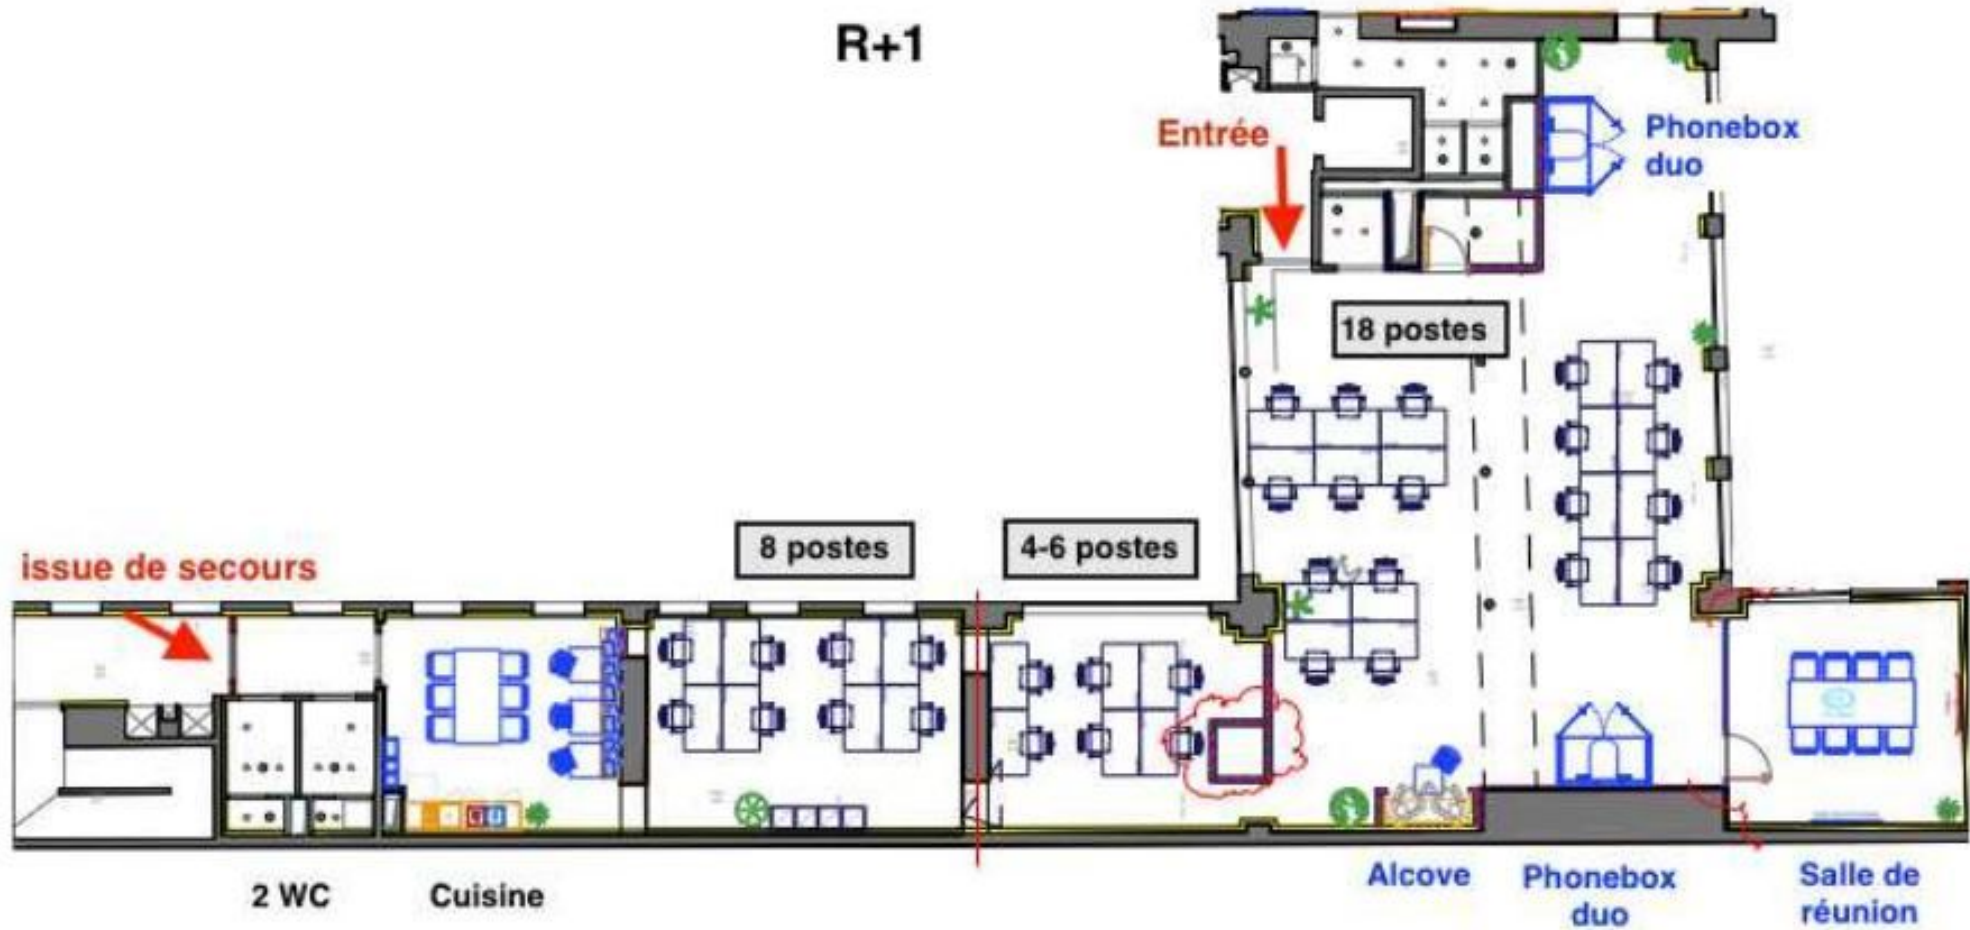 R+1
Entrée
Phonebox
duo
18 postes
8 postes
4-6 postes
issue de secours
2 WC
Cuisine
Alcove
Phonebox
duo
Salle de
réunion